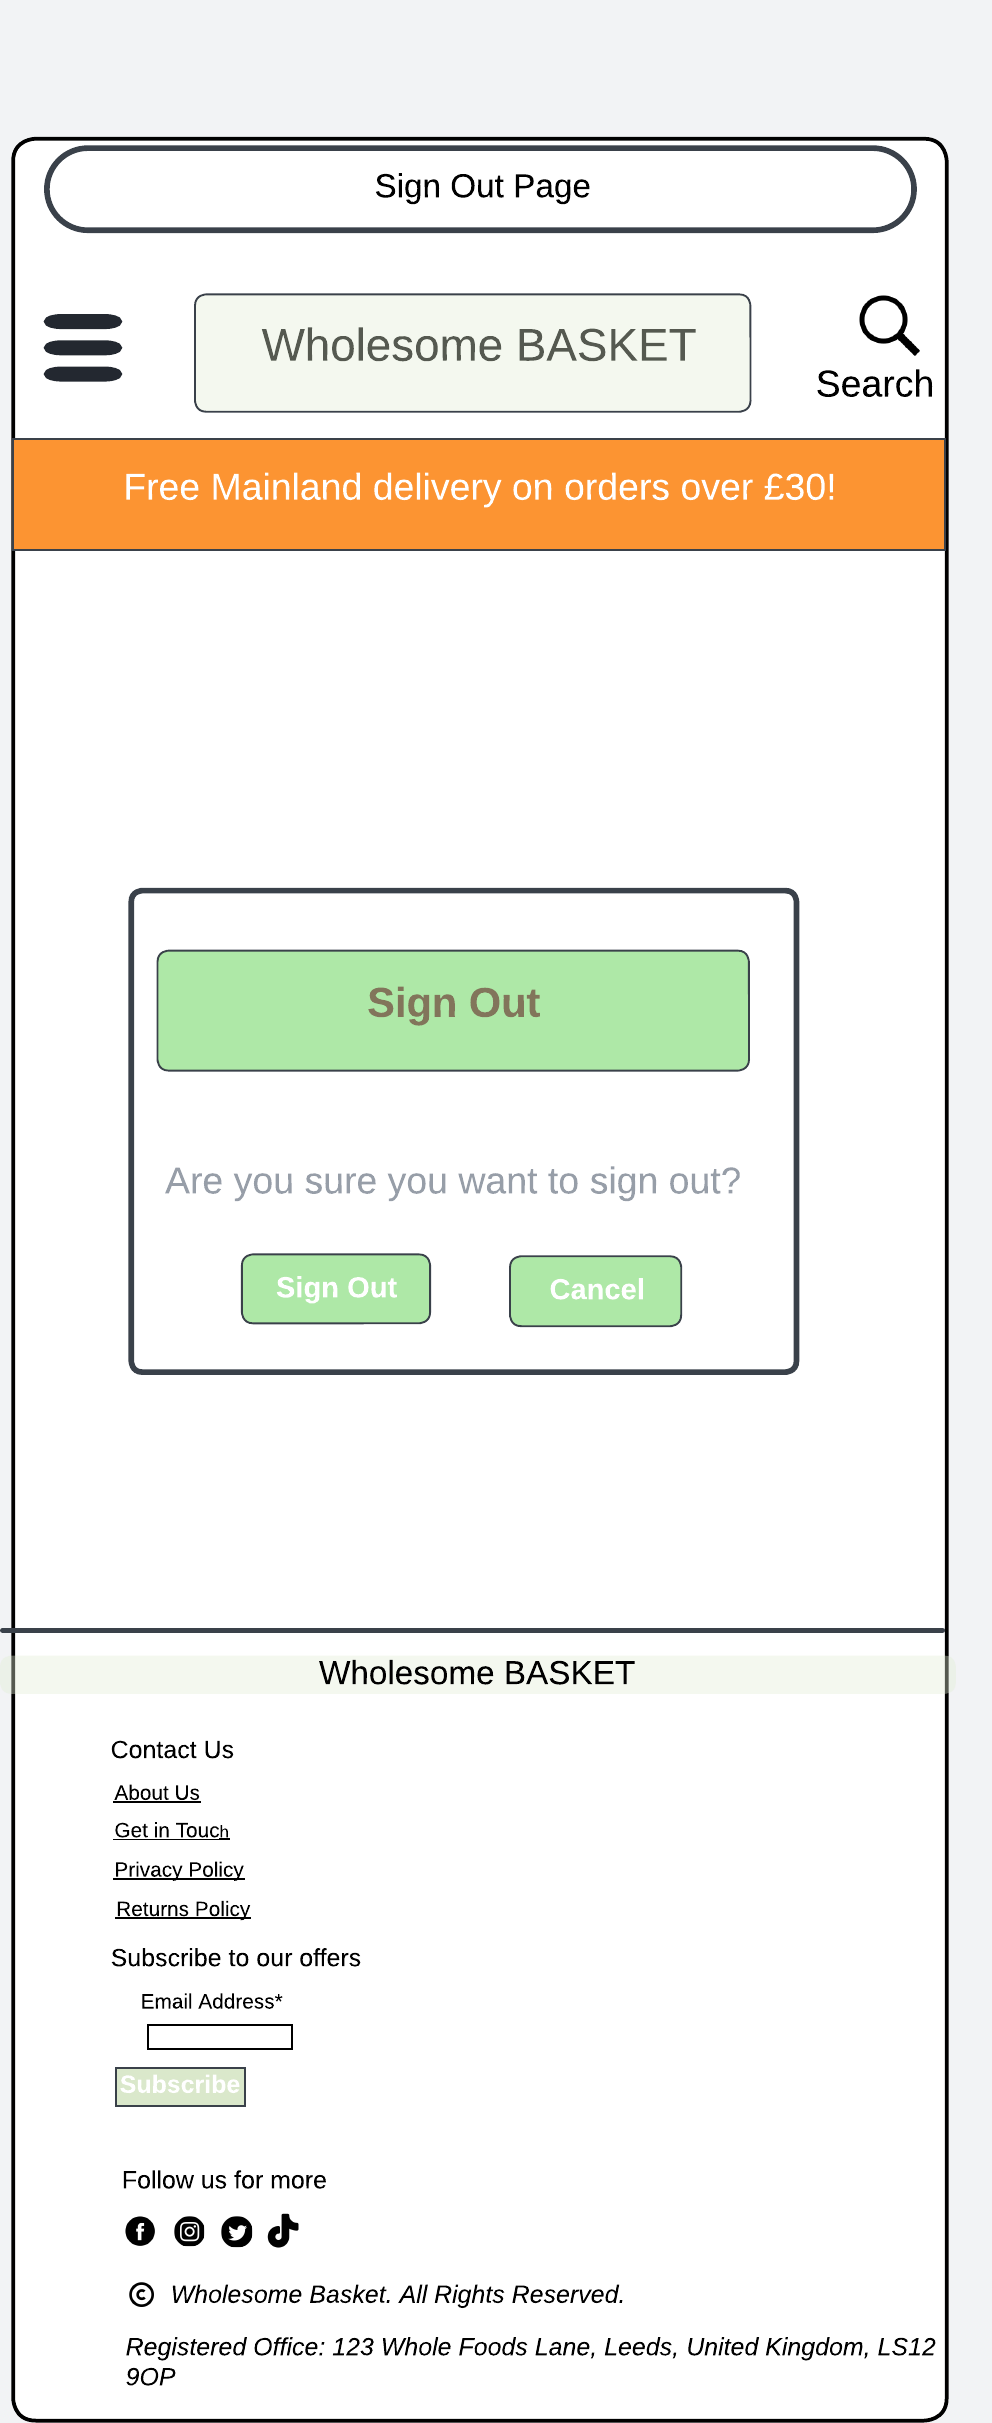 Sign Out Page
Wholesome BASKET
Search
Free Mainland delivery on orders over £30!
Sign Out
Are you sure you want to sign out?
Sign Out
Cancel
Wholesome BASKET
Contact Us
About Us
Get in Touch
Privacy Policy
Returns Policy
Subscribe to our offers
Email Address*
Subscribe
Follow us for more
© Wholesome Basket. All Rights Reserved.
Registered Office: 123 Whole Foods Lane, Leeds, United Kingdom, LS12
9OP